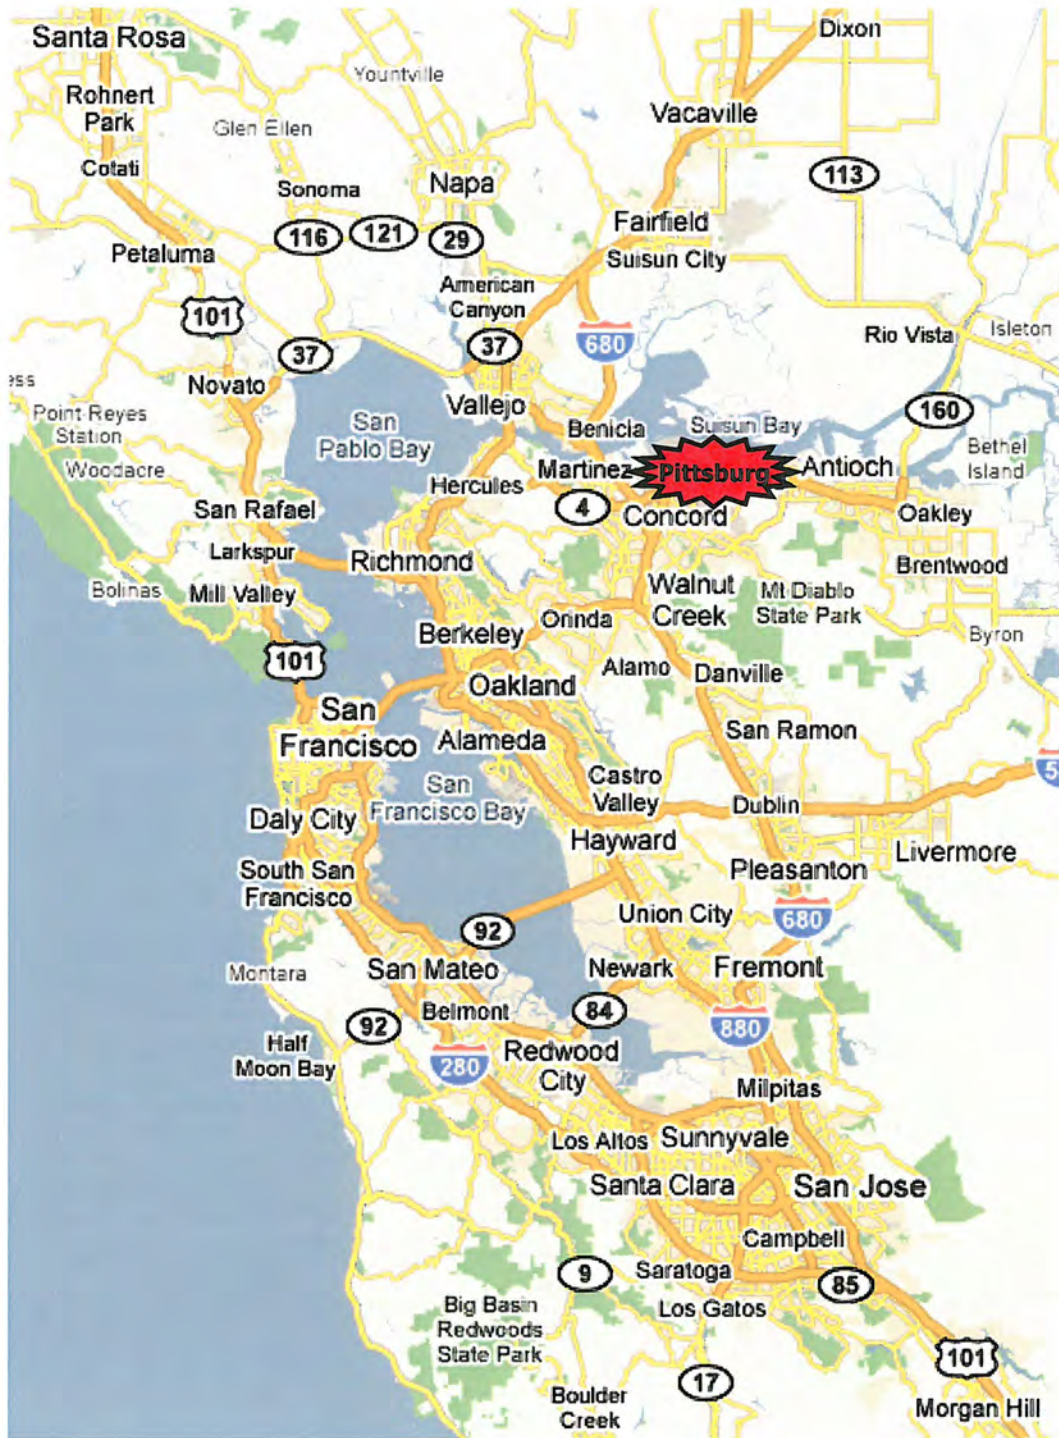 Dixon
Santa Rosa
Yountville
Rohnert
Park
Vacaville
Glen Ellen
Cotati
113
Sonoma
Napa
Fairfield
116
121
29
Petaluma
Suisun City
American
Canyon
101
680
Rio Vista
Isleton
37
37
ess
Novato
Vallejo
160
Point Reyes
Station
San
Pablo Bay
Benicia
Suisun Bay
Bethel
Island
Woodacre
Hercules
Martinez
Pittsburg
Antioch
San Rafael
4
Concord
Oakley
Larkspur
Richmond
Brentwood
Bolinas
Mill Valley
Walnut
Creek
Mt Diablo
State Park
Berkeley
Orinda
Byron
101
Alamo
Danville
Oakland
San
Francisco
Alameda
San Ramon
San
Francisco Bay
Castro
Valley
5
Dublin
Daly City
Hayward
Livermore
South San
Francisco
Pleasanton
Union City
680
92
Montara
San Mateo
Newark
Fremont
92
Belmont
84
880
Half
Moon Bay
280
Redwood
City
Milpitas
Los Altos
Sunnyvale
Santa Clara
San Jose
Campbell
9
Saratoga
85
Los Gatos
Big Basin
Redwoods
State Park
101
17
Boulder
Creek
Morgan Hill